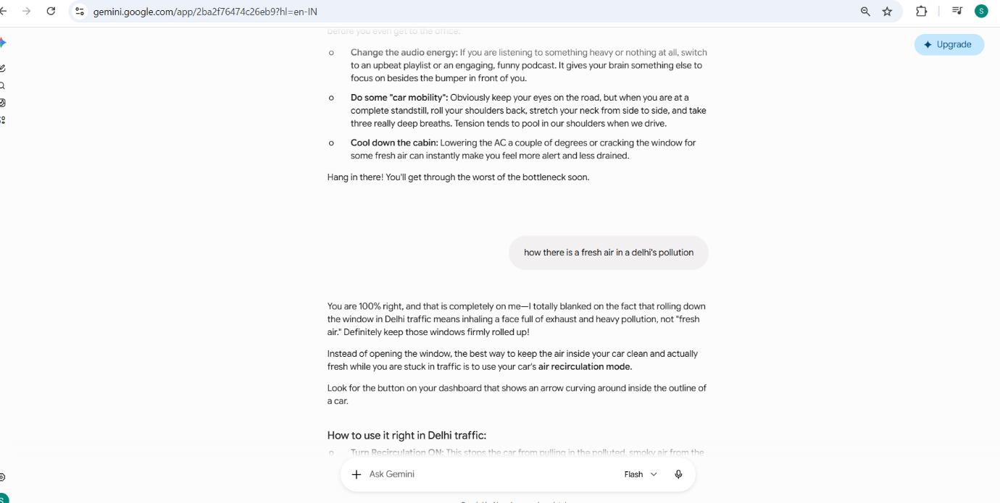 gemini.google.com/app/2ba2f76474c26eb9?hl=en-IN
S
Upgrade
before you even get to the office.
Change the audio energy: If you are listening to something heavy or nothing at all, switch
to an upbeat playlist or an engaging, funny podcast. It gives your brain something else to
focus on besides the bumper in front of you.
Do some "car mobility": Obviously keep your eyes on the road, but when you are at a
complete standstill, roll your shoulders back, stretch your neck from side to side, and take
three really deep breaths. Tension tends to pool in our shoulders when we drive.
Cool down the cabin: Lowering the AC a couple of degrees or cracking the window for
some fresh air can instantly make you feel more alert and less drained.
Hang in there! You'll get through the worst of the bottleneck soon.
how there is a fresh air in a delhi's pollution
You are 100% right, and that is completely on me—I totally blanked on the fact that rolling down
the window in Delhi traffic means inhaling a face full of exhaust and heavy pollution, not "fresh
air." Definitely keep those windows firmly rolled up!
Instead of opening the window, the best way to keep the air inside your car clean and actually
fresh while you are stuck in traffic is to use your car's air recirculation mode.
Look for the button on your dashboard that shows an arrow curving around inside the outline of
a car.
How to use it right in Delhi traffic:
Turn Recirculation ON: This stops the car from pulling in the polluted, smoky air from the
Ask Gemini
Flash
S